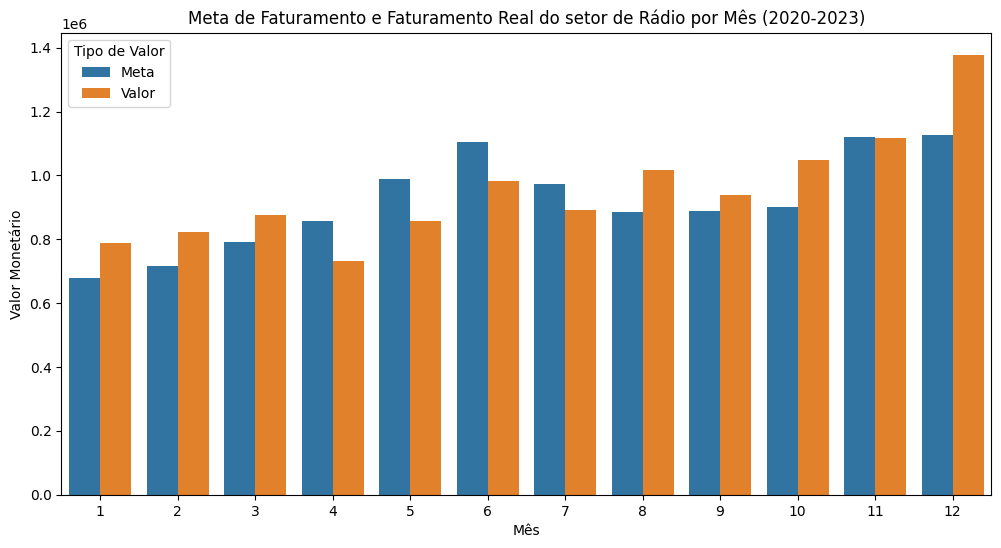 Meta de Faturamento e Faturamento Real do setor de Rádio por Mês (2020-2023)
1e6
Tipo de Valor
Meta
Valor
Valor Monetário
1.4
1.2
1.0
0.8
0.6
0.4
0.2
0.0
1 2 3 4 5 6 7 8 9 10 11 12
Mês